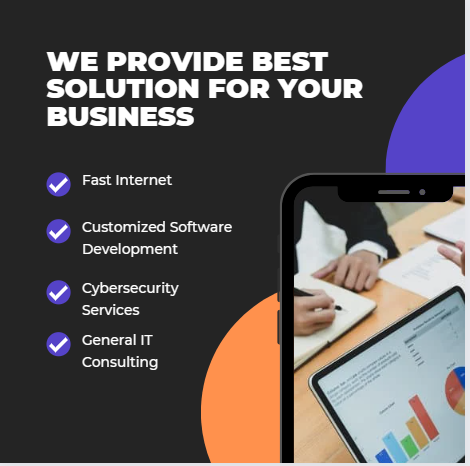 WE PROVIDE BEST
SOLUTION FOR YOUR
BUSINESS
Fast Internet
Customized Software
Development
Cybersecurity
Services
General IT
Consulting